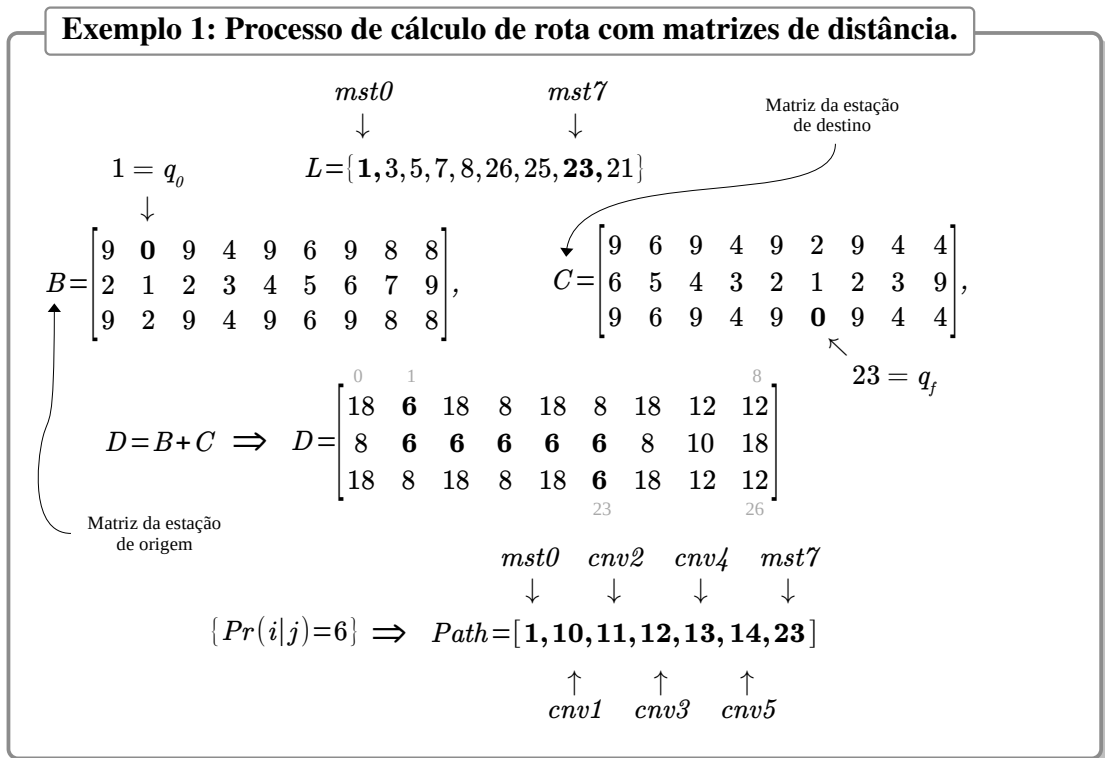 Exemplo 1: Processo de cálculo de rota com matrizes de distância.
mst0 mst7
↓ ↓
Matriz da estação
de destino
1 = q₀
↓
L={1,3,5,7,8,26,25,23,21}
B=
9 0 9 4 9 6 9 8 8
2 1 2 3 4 5 6 7 9
9 2 9 4 9 6 9 8 8
,
C=
9 6 9 4 9 2 9 4 4
6 5 4 3 2 1 2 3 9
9 6 9 4 9 0 9 4 4
,
23 = q_f
D=B+C ⟹ D=
0 1 8
18 6 18 8 18 8 18 12 12
8 6 6 6 6 6 8 10 18
18 8 18 8 18 6 18 12 12
23 26
Matriz da estação
de origem
mst0 cnv2 cnv4 mst7
↓ ↓ ↓ ↓
{Pr(i|j)=6} ⟹ Path=[1,10,11,12,13,14,23]
↑ ↑ ↑
cnv1 cnv3 cnv5